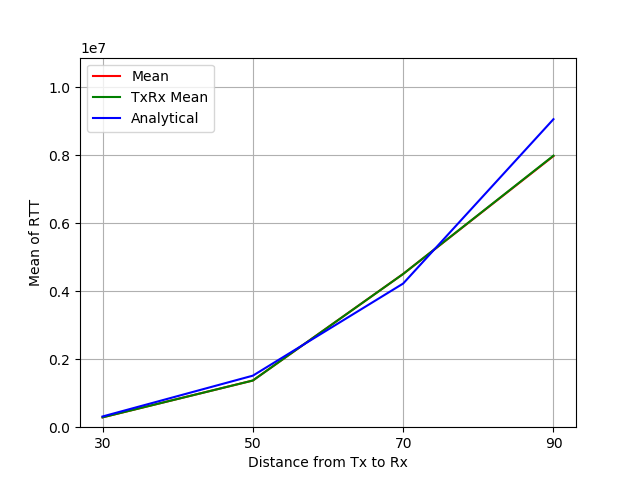 1e7
Mean
TxRx Mean
Analytical
1.0
0.8
0.6
0.4
0.2
0.0
Mean of RTT
30 50 70 90
Distance from Tx to Rx